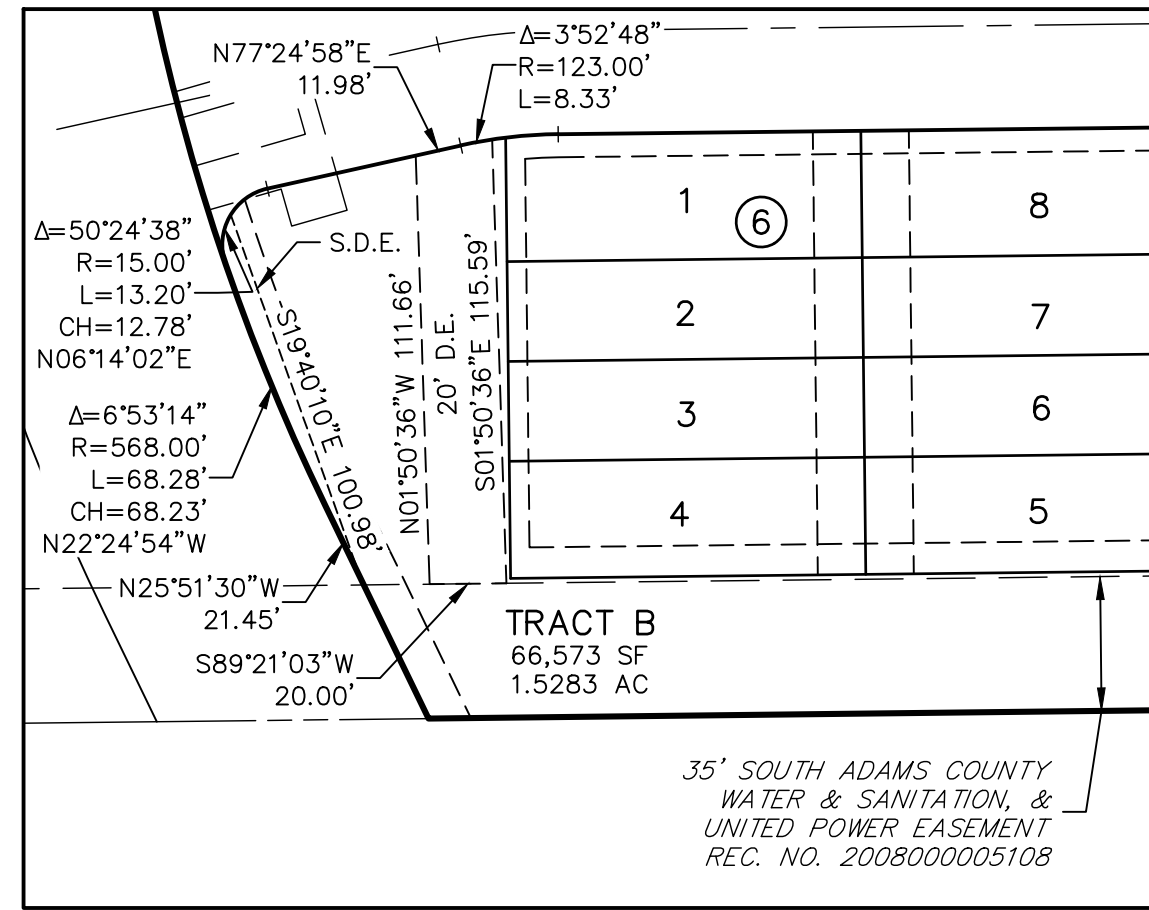 N77°24'58"E
11.98'
Δ=3°52'48"
R=123.00'
L=8.33'
1
6
8
Δ=50°24'38"
R=15.00'
L=13.20'
CH=12.78'
N06°14'02"E
S.D.E.
S19°40'10"E 100.98'
N01°50'36"W 111.66'
20' D.E.
S01°50'36"E 115.59'
2
7
3
6
4
5
Δ=6°53'14"
R=568.00'
L=68.28'
CH=68.23'
N22°24'54"W
N25°51'30"W
21.45'
S89°21'03"W
20.00'
TRACT B
66,573 SF
1.5283 AC
35' SOUTH ADAMS COUNTY
WATER & SANITATION, &
UNITED POWER EASEMENT
REC. NO. 2008000005108